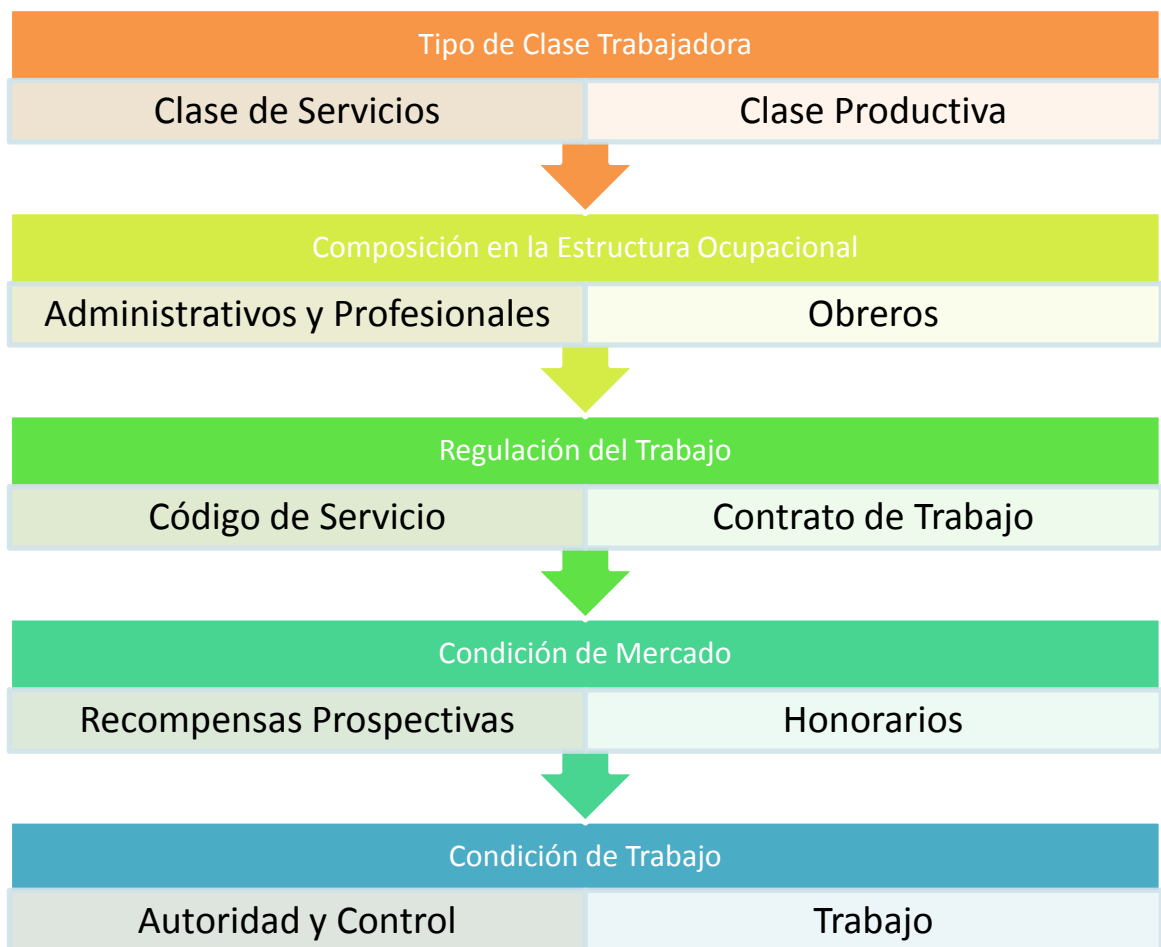 Tipo de Clase Trabajadora
Clase de Servicios
Clase Productiva
Composición en la Estructura Ocupacional
Administrativos y Profesionales
Obreros
Regulación del Trabajo
Código de Servicio
Contrato de Trabajo
Condición de Mercado
Recompensas Prospectivas
Honorarios
Condición de Trabajo
Autoridad y Control
Trabajo